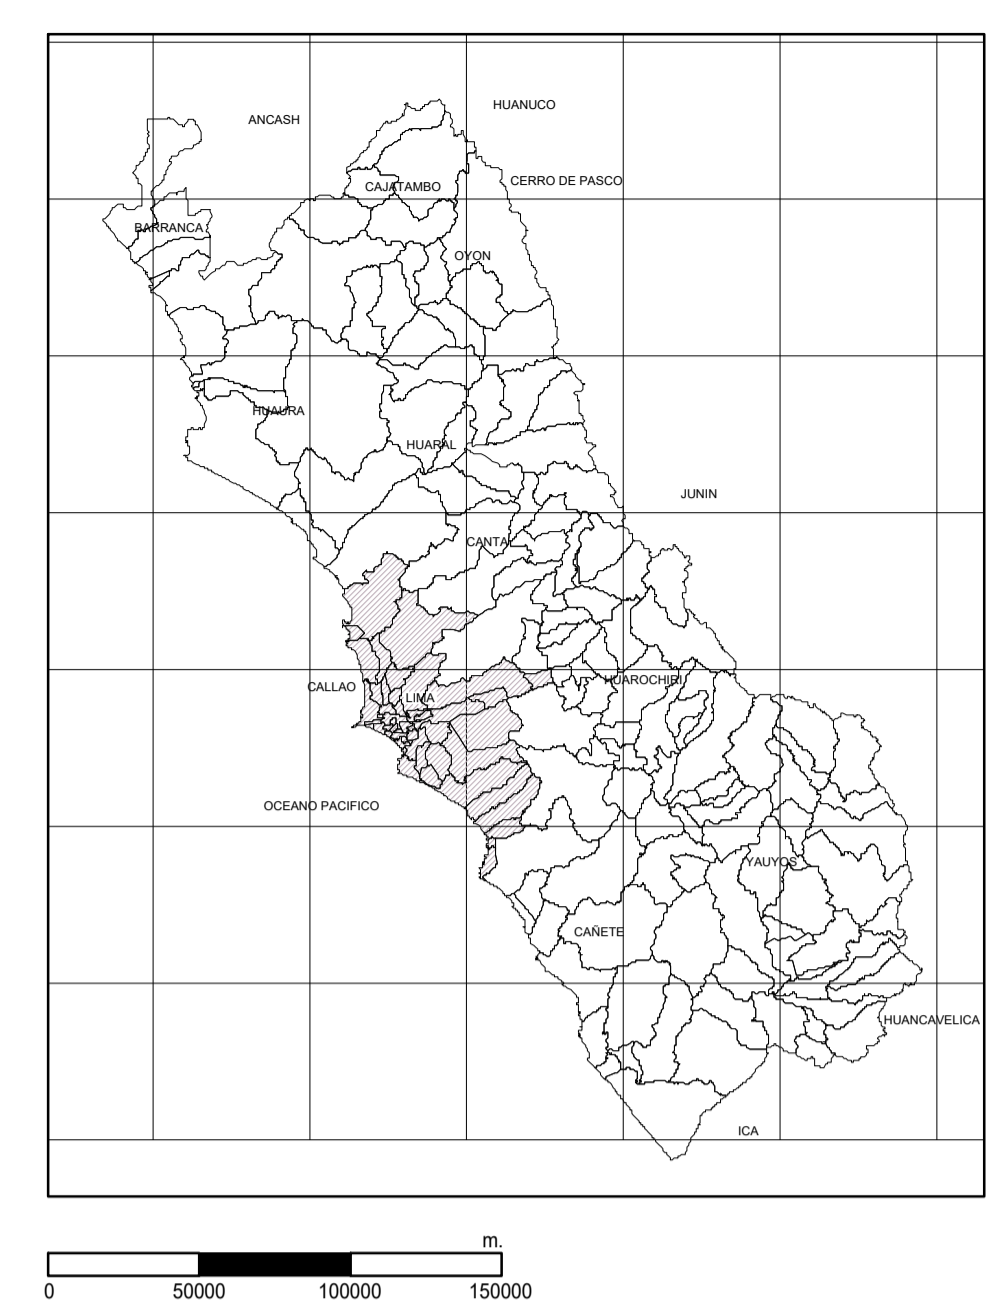 HUANUCO
ANCASH
CERRO DE PASCO
CAJATAMBO
BARRANCA
OYON
HUAURA
HUARAL
JUNIN
CANTA
HUAROCHIRI
CALLAO
LIMA
OCEANO PACIFICO
YAUYOS
CAÑETE
HUANCAVELICA
ICA
m.
0 50000 100000 150000